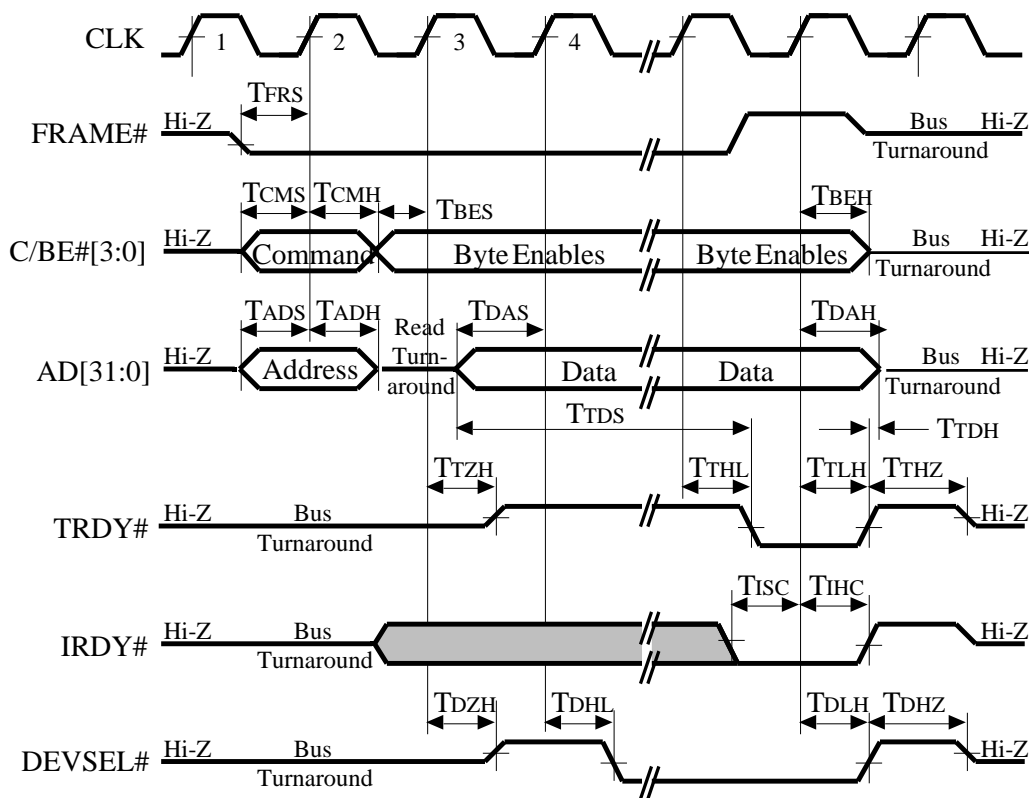 CLK 1 2 3 4
TFRS
FRAME# Hi-Z Bus Hi-Z
Turnaround
TCMS TCMH TBES TBEH
C/BE#[3:0] Hi-Z Command Byte Enables Byte Enables Bus Hi-Z
Turnaround
TADS TADH Read TDAS TDAH
AD[31:0] Hi-Z Address Turn- Data Data Bus Hi-Z
around Turnaround
TTDS TTDH
TTZH TTHL TTLH TTHZ
TRDY# Hi-Z Bus Hi-Z
Turnaround
TISC TIHC
IRDY# Hi-Z Bus Hi-Z
Turnaround
TDZH TDHL TDLH TDHZ
DEVSEL# Hi-Z Bus Hi-Z
Turnaround